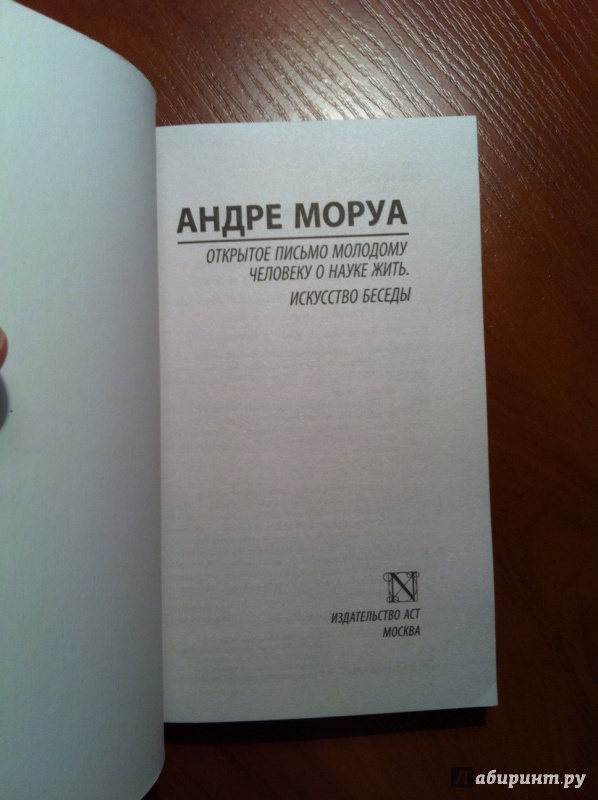 АНДРЕ МОРУА
ОТКРЫТОЕ ПИСЬМО МОЛОДОМУ
ЧЕЛОВЕКУ О НАУКЕ ЖИТЬ.
ИСКУССТВО БЕСЕДЫ
N
ИЗДАТЕЛЬСТВО АСТ
МОСКВА
Лабиринт.ру